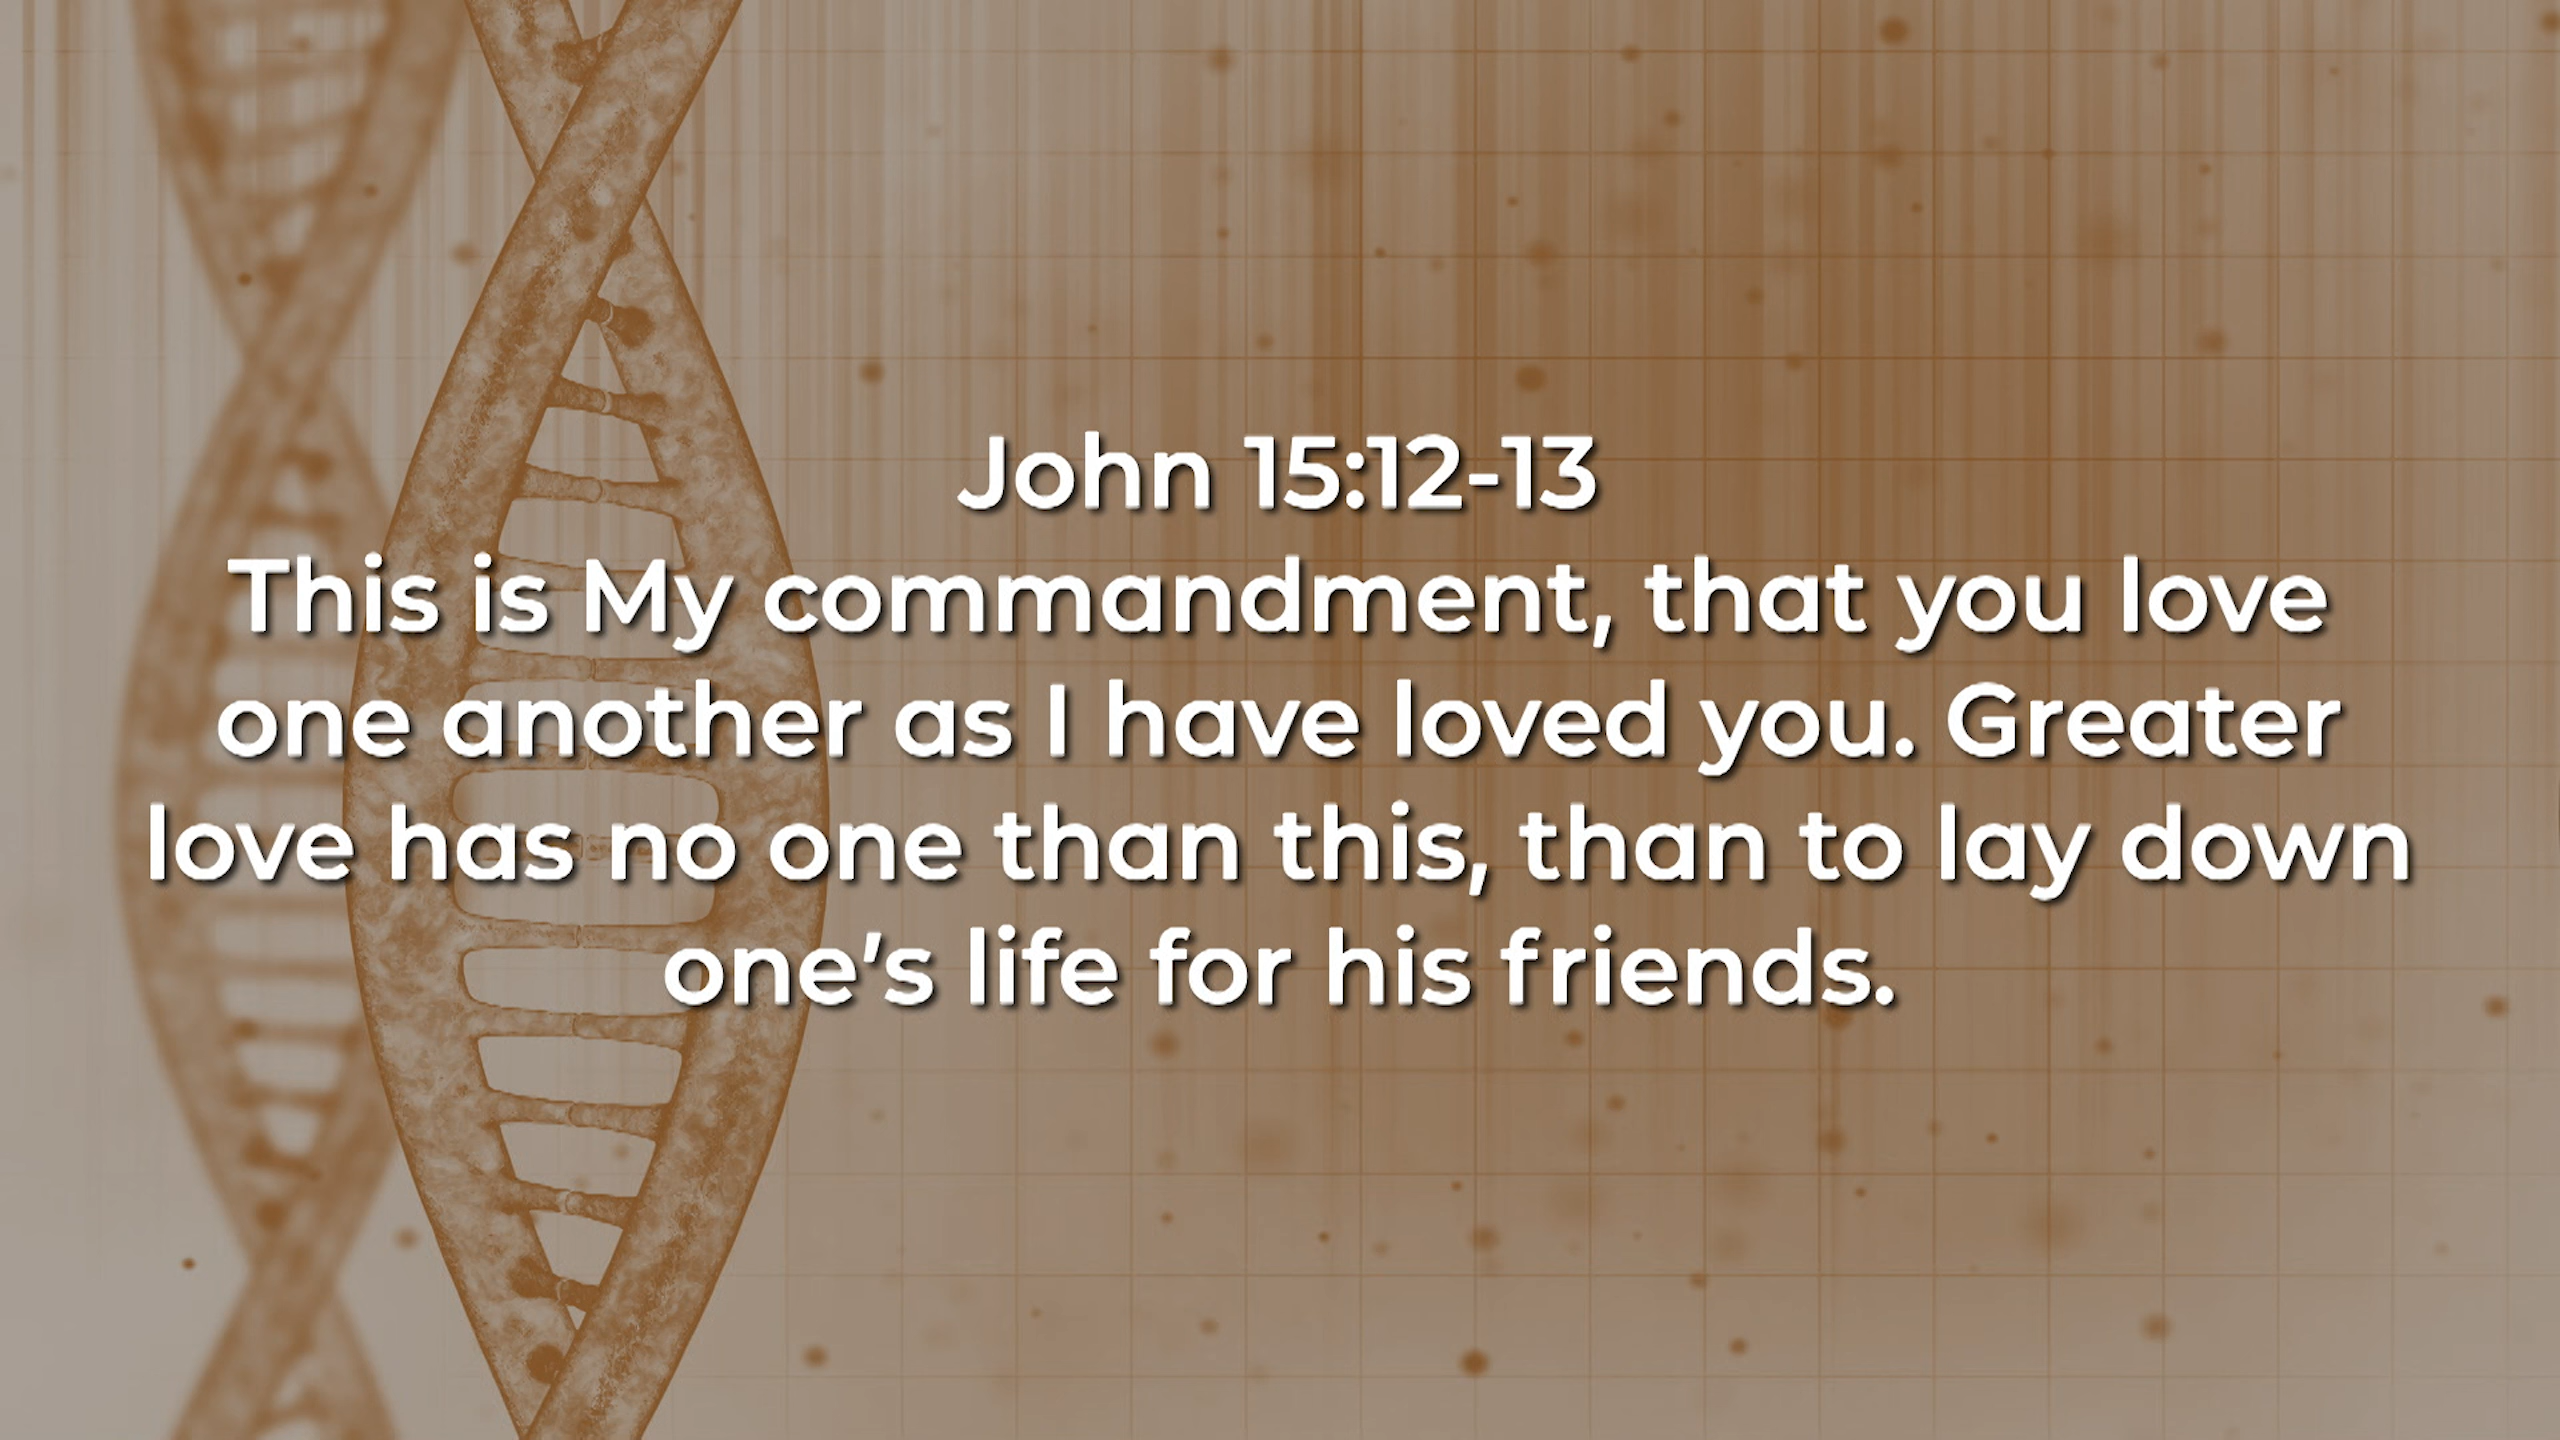 John 15:12-13
This is My commandment, that you love
one another as I have loved you. Greater
love has no one than this, than to lay down
one's life for his friends.